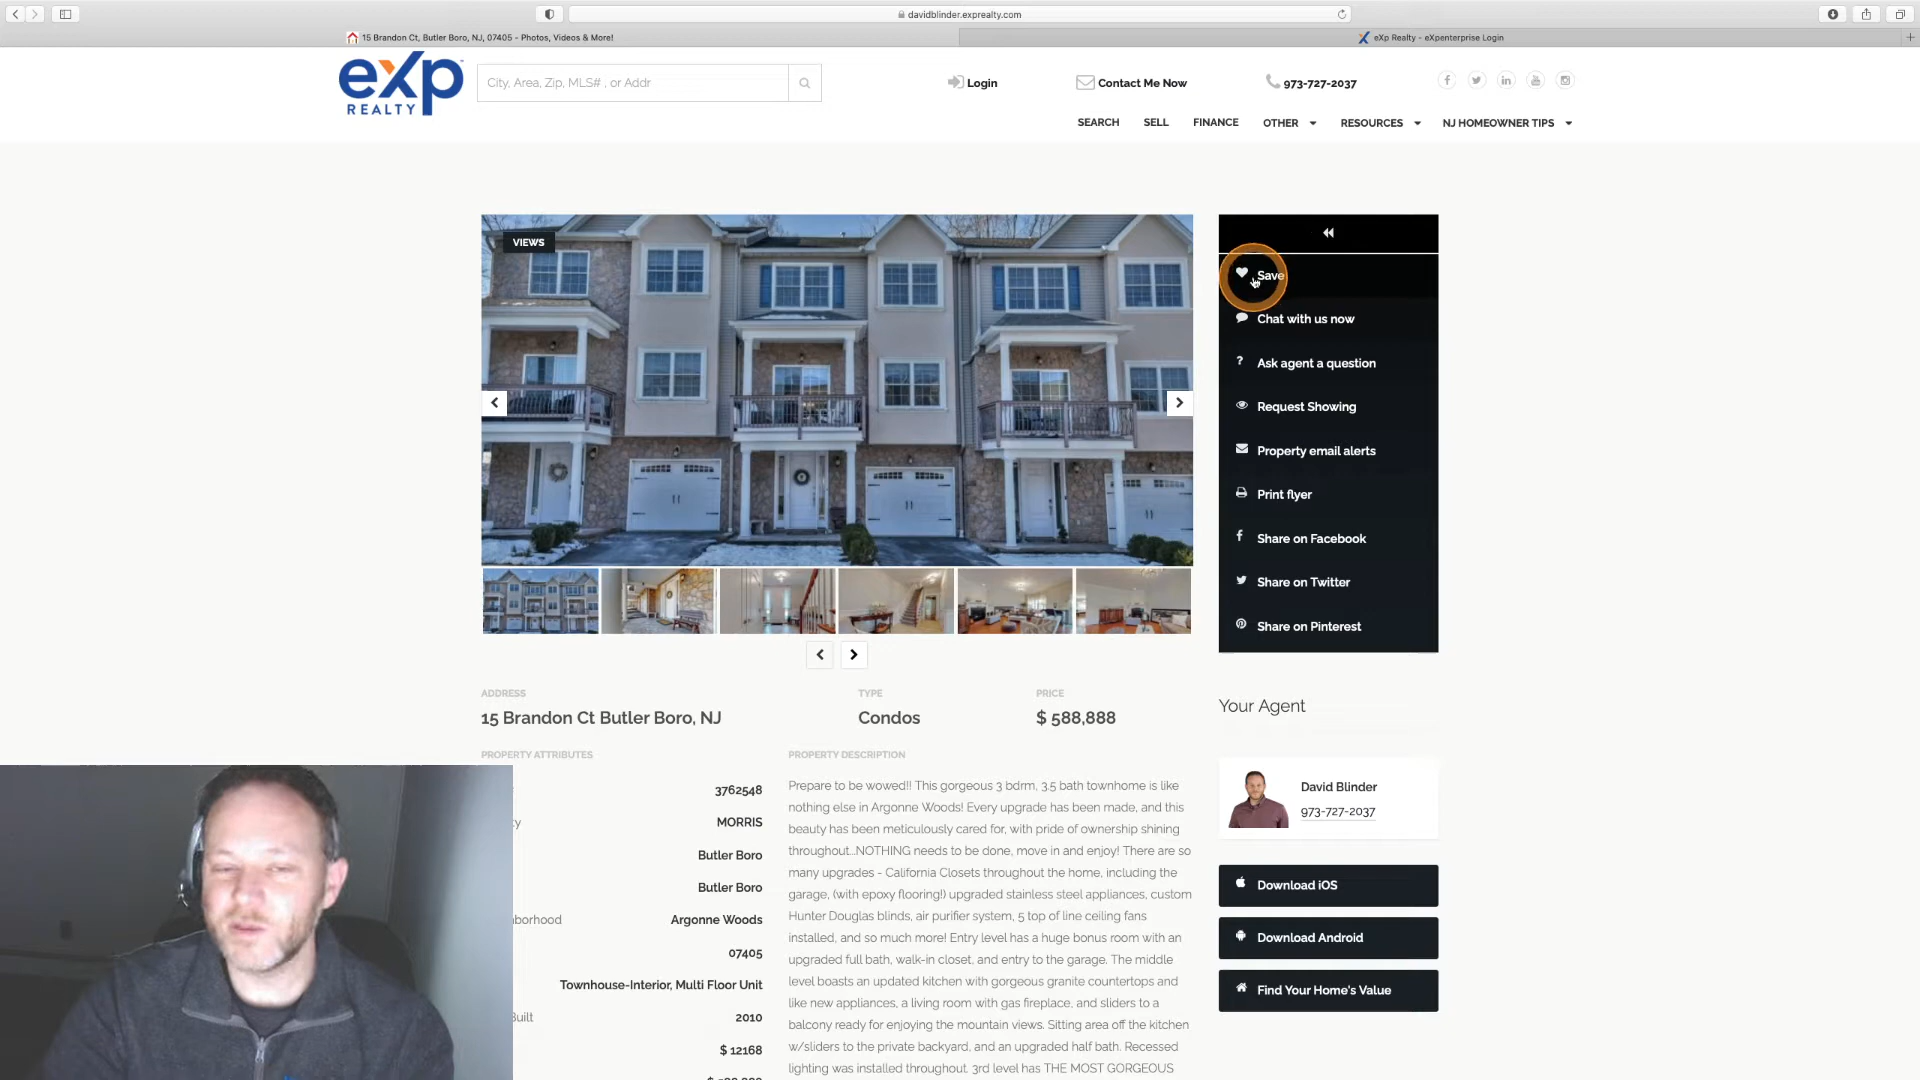 davidblinder.exprealty.com
15 Brandon Ct, Butler Boro, NJ, 07405 - Photos, Videos & More!
eXp Realty - eXpenterprise Login
eXp
REALTY
City, Area, Zip, MLS# , or Addr
Login
Contact Me Now
973-727-2037
SEARCH
SELL
FINANCE
OTHER
RESOURCES
NJ HOMEOWNER TIPS
VIEWS
Save
Chat with us now
Ask agent a question
Request Showing
Property email alerts
Print flyer
Share on Facebook
Share on Twitter
Share on Pinterest
ADDRESS
15 Brandon Ct Butler Boro, NJ
TYPE
Condos
PRICE
$ 588,888
PROPERTY ATTRIBUTES
3762548
MORRIS
Butler Boro
Butler Boro
Argonne Woods
07405
Townhouse-Interior, Multi Floor Unit
Built
2010
$ 12168
PROPERTY DESCRIPTION
Prepare to be wowed!! This gorgeous 3 bdrm, 3.5 bath townhome is like
nothing else in Argonne Woods! Every upgrade has been made, and this
beauty has been meticulously cared for, with pride of ownership shining
throughout...NOTHING needs to be done, move in and enjoy! There are so
many upgrades - California Closets throughout the home, including the
garage, (with epoxy flooring!) upgraded stainless steel appliances, custom
Hunter Douglas blinds, air purifier system, 5 top of line ceiling fans
installed, and so much more! Entry level has a huge bonus room with an
upgraded full bath, walk-in closet, and entry to the garage. The middle
level boasts an updated kitchen with gorgeous granite countertops and
like new appliances, a living room with gas fireplace, and sliders to a
balcony ready for enjoying the mountain views. Sitting area off the kitchen
w/sliders to the private backyard, and an upgraded half bath. Recessed
lighting was installed throughout. 3rd level has THE MOST GORGEOUS
Your Agent
David Blinder
973-727-2037
Download iOS
Download Android
Find Your Home's Value